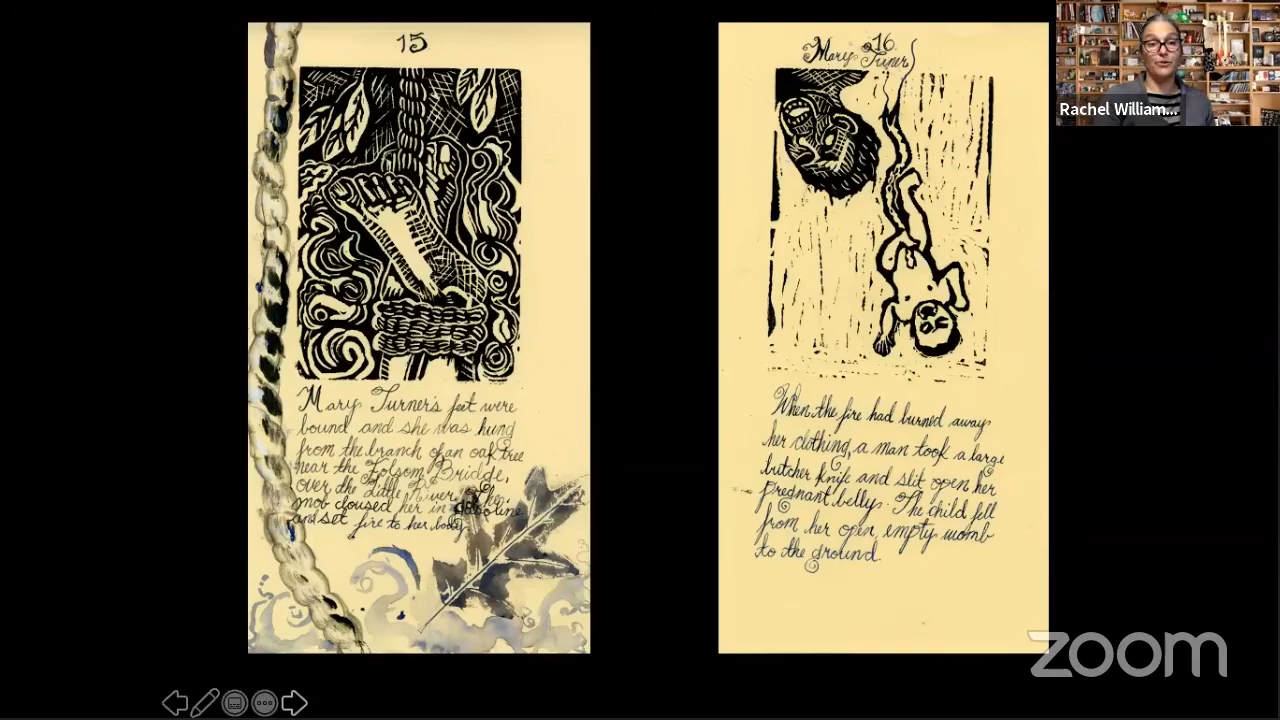 15
Mary Turner's feet were
bound and she was hung
from the branch of an oak tree
near the Folsom Bridge,
over the Little River. The
mob doused her in gasoline
and set fire to her body.
16
Mary Turner
When the fire had burned away
her clothing, a man took a large
butcher knife and slit open her
pregnant belly. The child fell
from her open, empty womb
to the ground.
Rachel William...
zoom